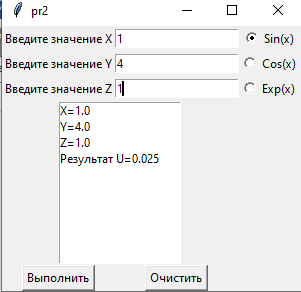 pr2
Введите значение X 1 Sin(x)
Введите значение Y 4 Cos(x)
Введите значение Z 1 Exp(x)
X=1.0
Y=4.0
Z=1.0
Результат U=0.025
Выполнить Очистить